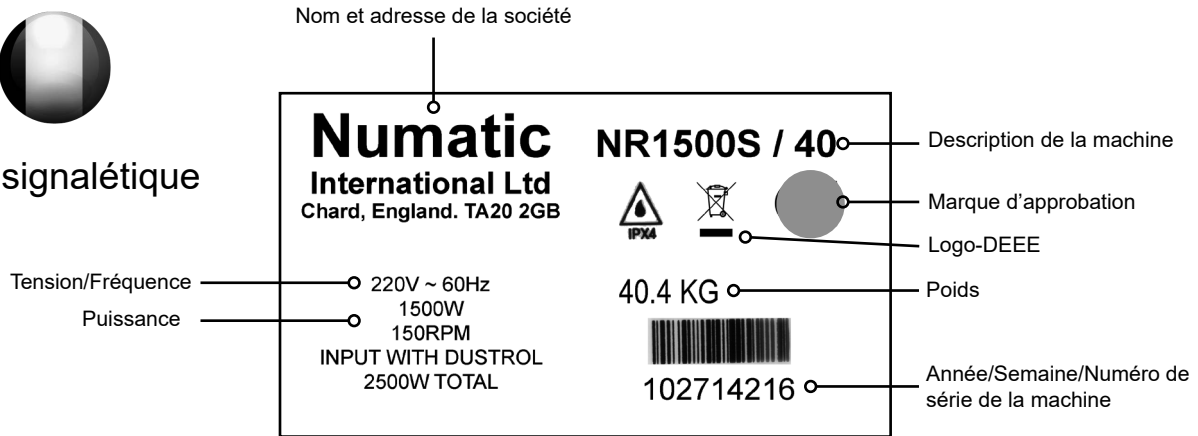 Nom et adresse de la société
signalétique
Numatic
International Ltd
Chard, England. TA20 2GB
NR1500S / 40
IPX4
Description de la machine
Marque d’approbation
Logo-DEEE
Tension/Fréquence
Puissance
220V ~ 60Hz
1500W
150RPM
INPUT WITH DUSTROL
2500W TOTAL
40.4 KG
Poids
102714216
Année/Semaine/Numéro de
série de la machine